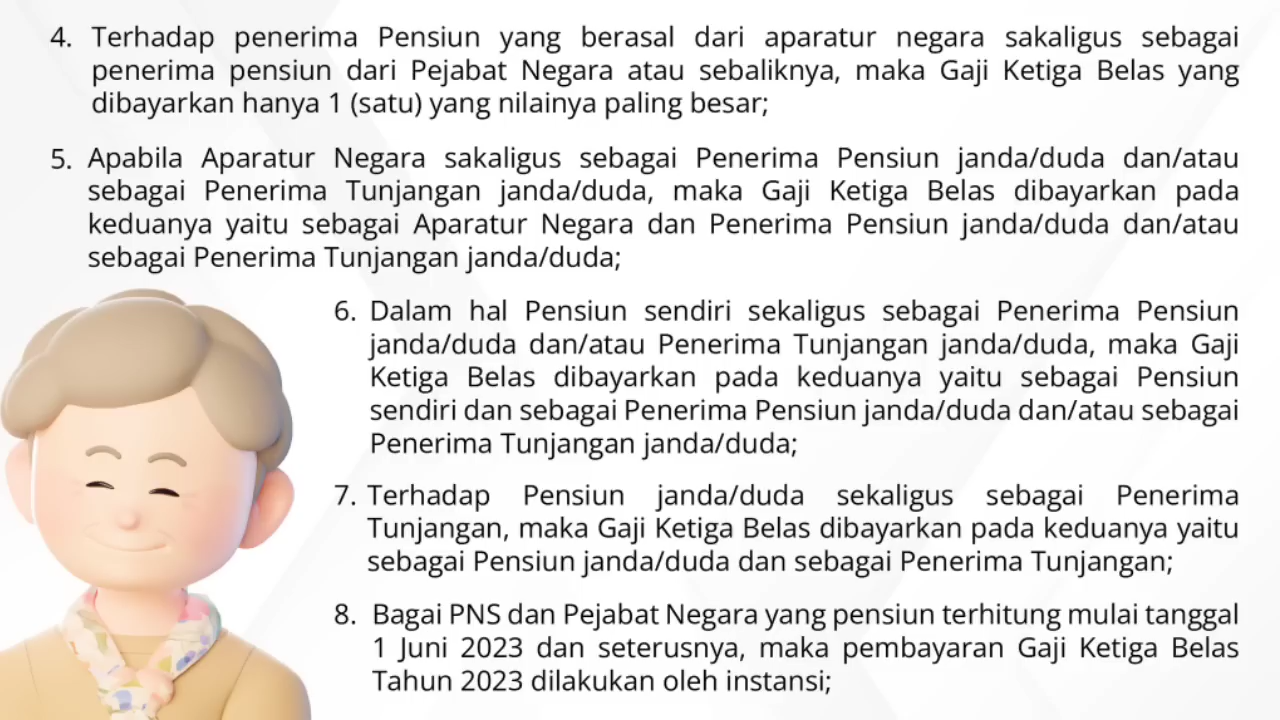 4. Terhadap penerima Pensiun yang berasal dari aparatur negara sakaligus sebagai
penerima pensiun dari Pejabat Negara atau sebaliknya, maka Gaji Ketiga Belas yang
dibayarkan hanya 1 (satu) yang nilainya paling besar;
5. Apabila Aparatur Negara sakaligus sebagai Penerima Pensiun janda/duda dan/atau
sebagai Penerima Tunjangan janda/duda, maka Gaji Ketiga Belas dibayarkan pada
keduanya yaitu sebagai Aparatur Negara dan Penerima Pensiun janda/duda dan/atau
sebagai Penerima Tunjangan janda/duda;
6. Dalam hal Pensiun sendiri sekaligus sebagai Penerima Pensiun
janda/duda dan/atau Penerima Tunjangan janda/duda, maka Gaji
Ketiga Belas dibayarkan pada keduanya yaitu sebagai Pensiun
sendiri dan sebagai Penerima Pensiun janda/duda dan/atau sebagai
Penerima Tunjangan janda/duda;
7. Terhadap Pensiun janda/duda sekaligus sebagai Penerima
Tunjangan, maka Gaji Ketiga Belas dibayarkan pada keduanya yaitu
sebagai Pensiun janda/duda dan sebagai Penerima Tunjangan;
8. Bagai PNS dan Pejabat Negara yang pensiun terhitung mulai tanggal
1 Juni 2023 dan seterusnya, maka pembayaran Gaji Ketiga Belas
Tahun 2023 dilakukan oleh instansi;